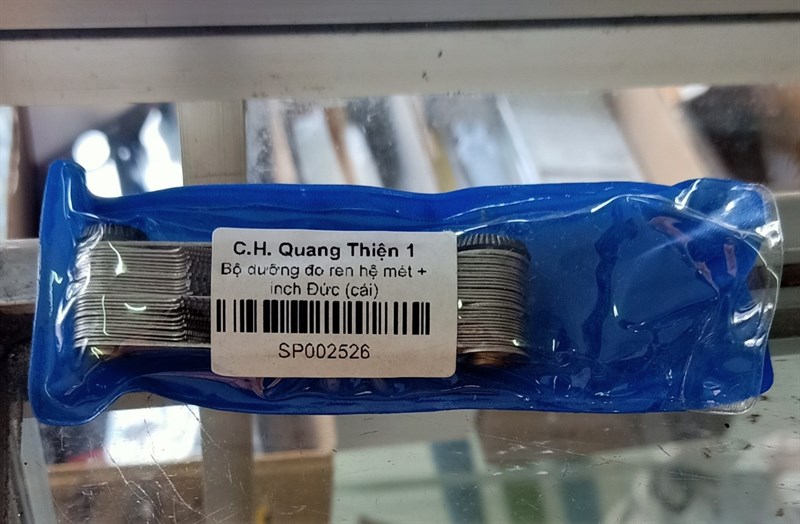 C.H. Quang Thiện 1
Bộ dưỡng đo ren hệ mét +
inch Đức (cái)
SP002526